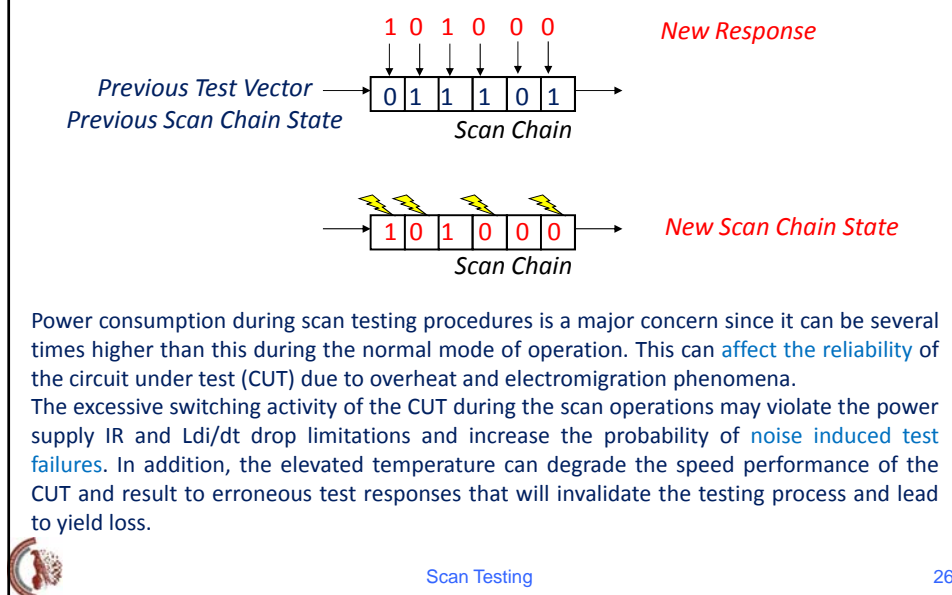 1 0 1 0 0 0 New Response
Previous Test Vector
0 1 1 1 0 1
Previous Scan Chain State
Scan Chain
1 0 1 0 0 0 New Scan Chain State
Scan Chain
Power consumption during scan testing procedures is a major concern since it can be several
times higher than this during the normal mode of operation. This can affect the reliability of
the circuit under test (CUT) due to overheat and electromigration phenomena.
The excessive switching activity of the CUT during the scan operations may violate the power
supply IR and Ldi/dt drop limitations and increase the probability of noise induced test
failures. In addition, the elevated temperature can degrade the speed performance of the
CUT and result to erroneous test responses that will invalidate the testing process and lead
to yield loss.
Scan Testing 26